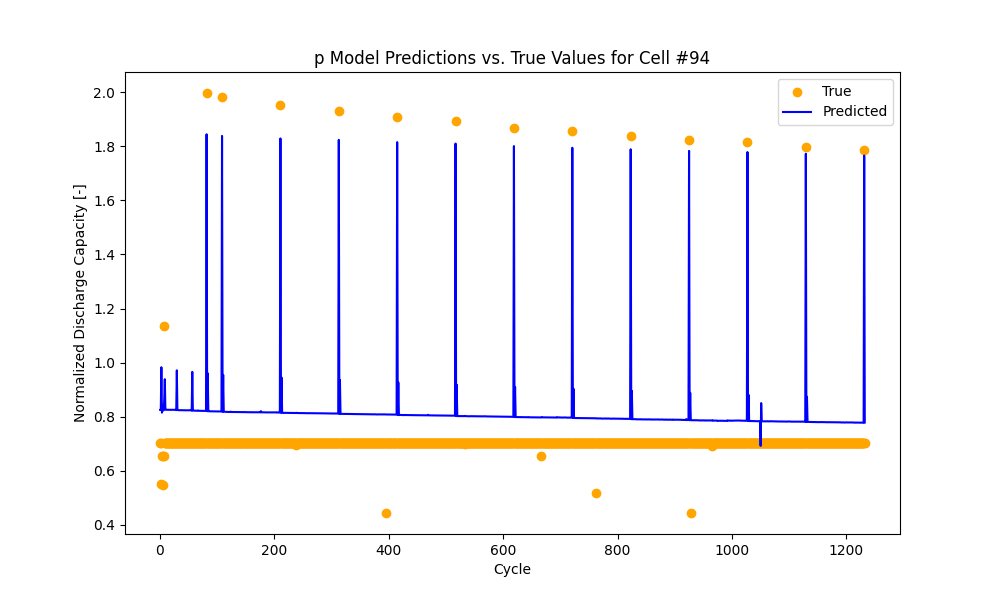 p Model Predictions vs. True Values for Cell #94
True
Predicted
Normalized Discharge Capacity [-]
2.0
1.8
1.6
1.4
1.2
1.0
0.8
0.6
0.4
0 200 400 600 800 1000 1200
Cycle